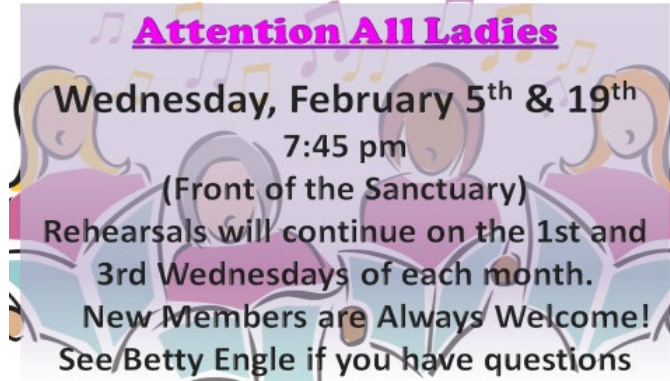 Attention All Ladies
Wednesday, February 5th & 19th
7:45 pm
(Front of the Sanctuary)
Rehearsals will continue on the 1st and
3rd Wednesdays of each month.
New Members are Always Welcome!
See Betty Engle if you have questions